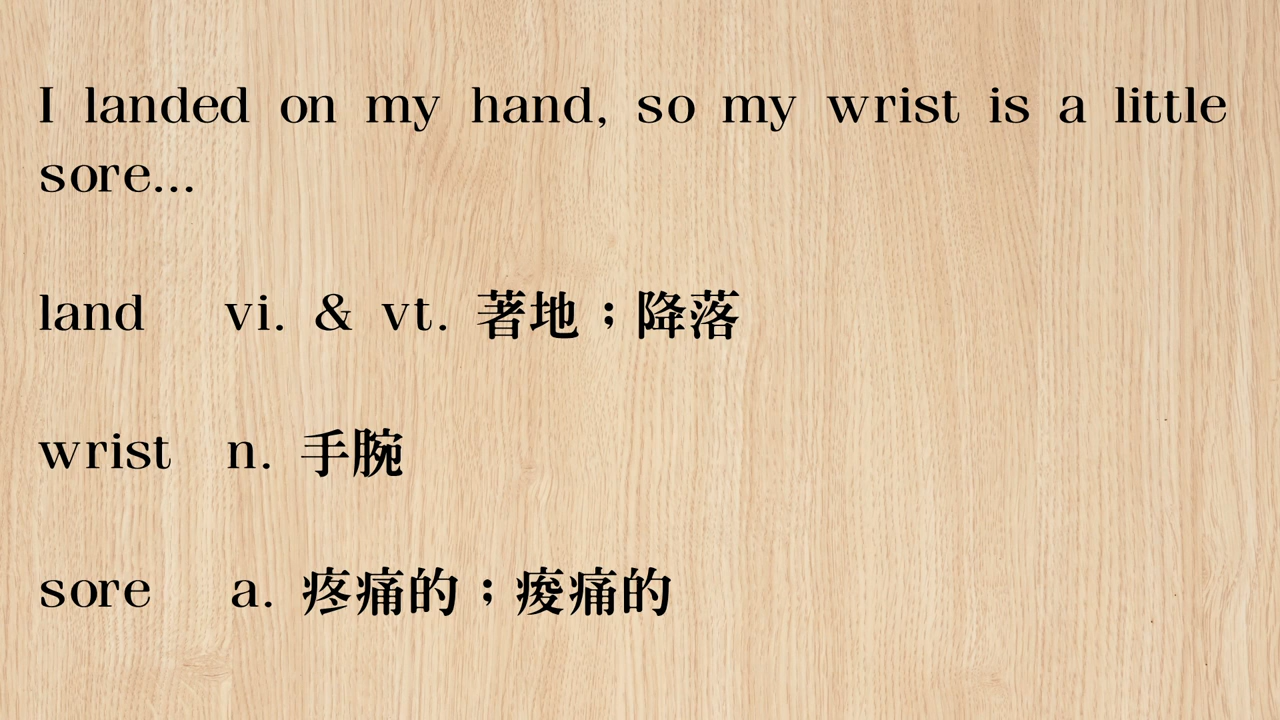 I landed on my hand, so my wrist is a little
sore...
land vi. & vt. 著地；降落
wrist n. 手腕
sore a. 疼痛的；痠痛的